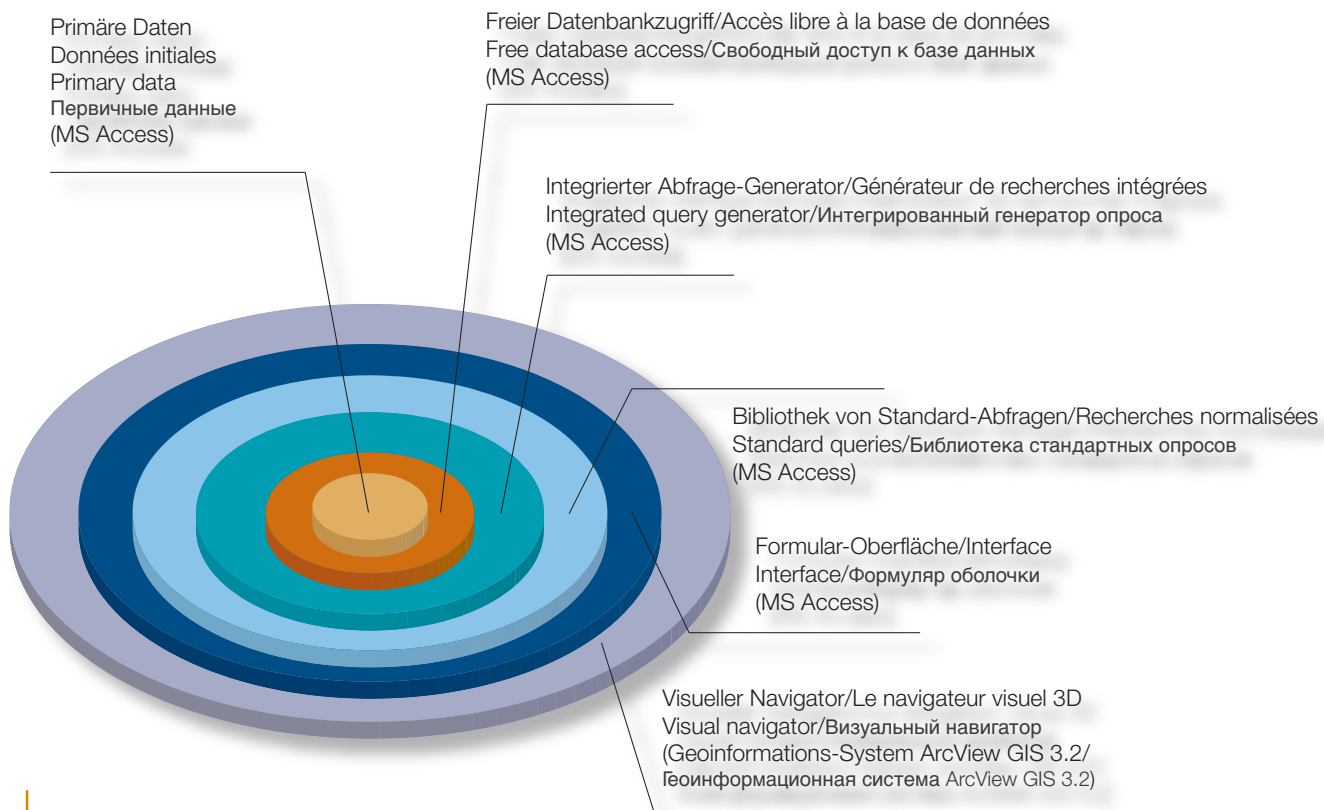 Primäre Daten
Données initiales
Primary data
Первичные данные
(MS Access)
Freier Datenbankzugriff/Accès libre à la base de données
Free database access/Свободный доступ к базе данных
(MS Access)
Integrierter Abfrage-Generator/Générateur de recherches intégrées
Integrated query generator/Интегрированный генератор опроса
(MS Access)
Bibliothek von Standard-Abfragen/Recherches normalisées
Standard queries/Библиотека стандартных опросов
(MS Access)
Formular-Oberfläche/Interface
Interface/Формуляр оболочки
(MS Access)
Visueller Navigator/Le navigateur visuel 3D
Visual navigator/Визуальный навигатор
(Geoinformations-System ArcView GIS 3.2/
Геоинформационная система ArcView GIS 3.2)